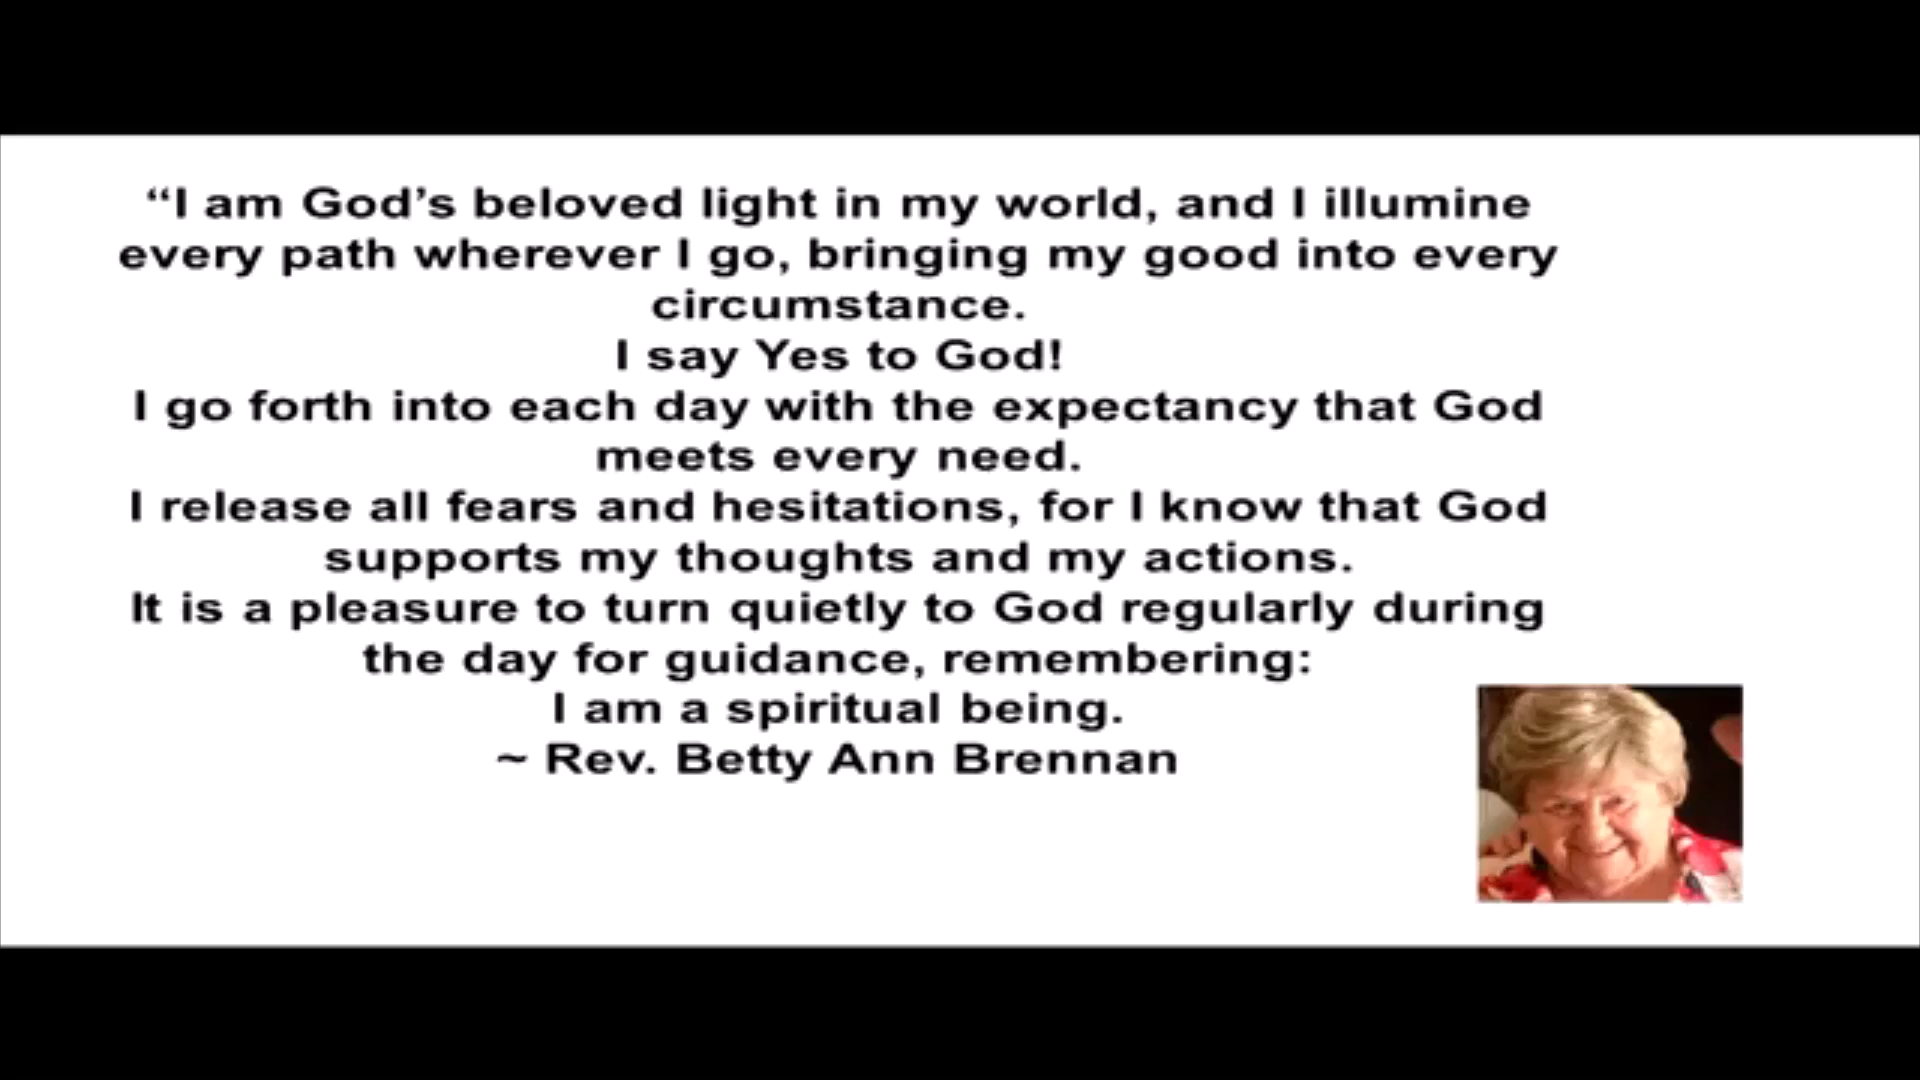 “I am God’s beloved light in my world, and I illumine
every path wherever I go, bringing my good into every
circumstance.
I say Yes to God!
I go forth into each day with the expectancy that God
meets every need.
I release all fears and hesitations, for I know that God
supports my thoughts and my actions.
It is a pleasure to turn quietly to God regularly during
the day for guidance, remembering:
I am a spiritual being.
~ Rev. Betty Ann Brennan